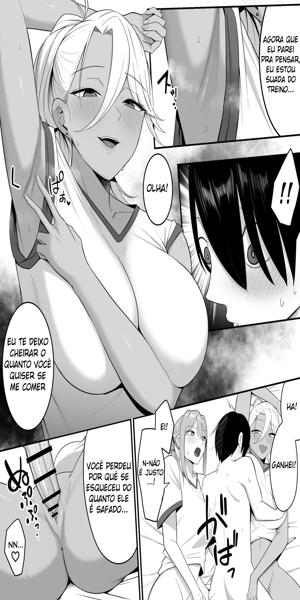 AGORA QUE
EU PAREI
PRA PENSAR,
EU ESTOU
SUADA DO
TREINO...
OLHA!
!!
EU TE DEIXO
CHEIRAR O
QUANTO VOCÊ
QUISER SE
ME COMER
HA!
GANHEI!
EI!
N-NÃO
É JUSTO
...!
VOCÊ PERDEU
POR QUÊ SE
ESQUECEU DO
QUANTO ELE
É SAFADO...
NN...
♡